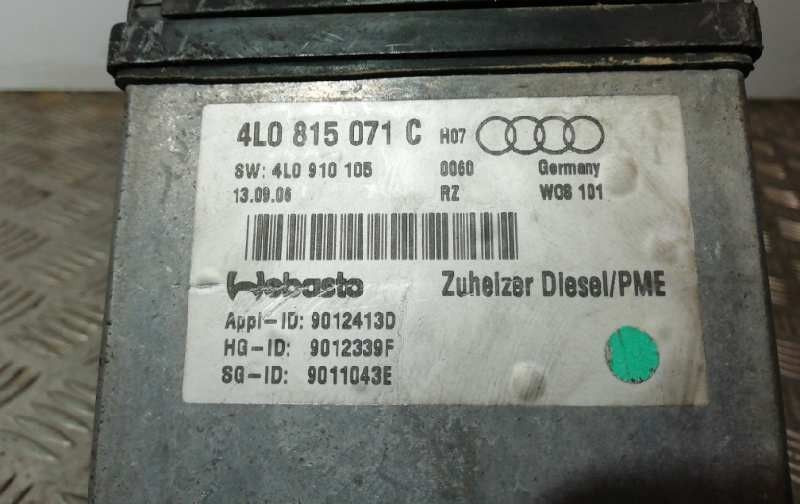 4L0 815 071 C H07
SW: 4L0 910 105 0060 Germany
13.09.06 RZ WC8 101
Webasto Zuheizer Diesel/PME
Appl-ID: 9012413D
HG-ID: 9012339F
SG-ID: 9011043E